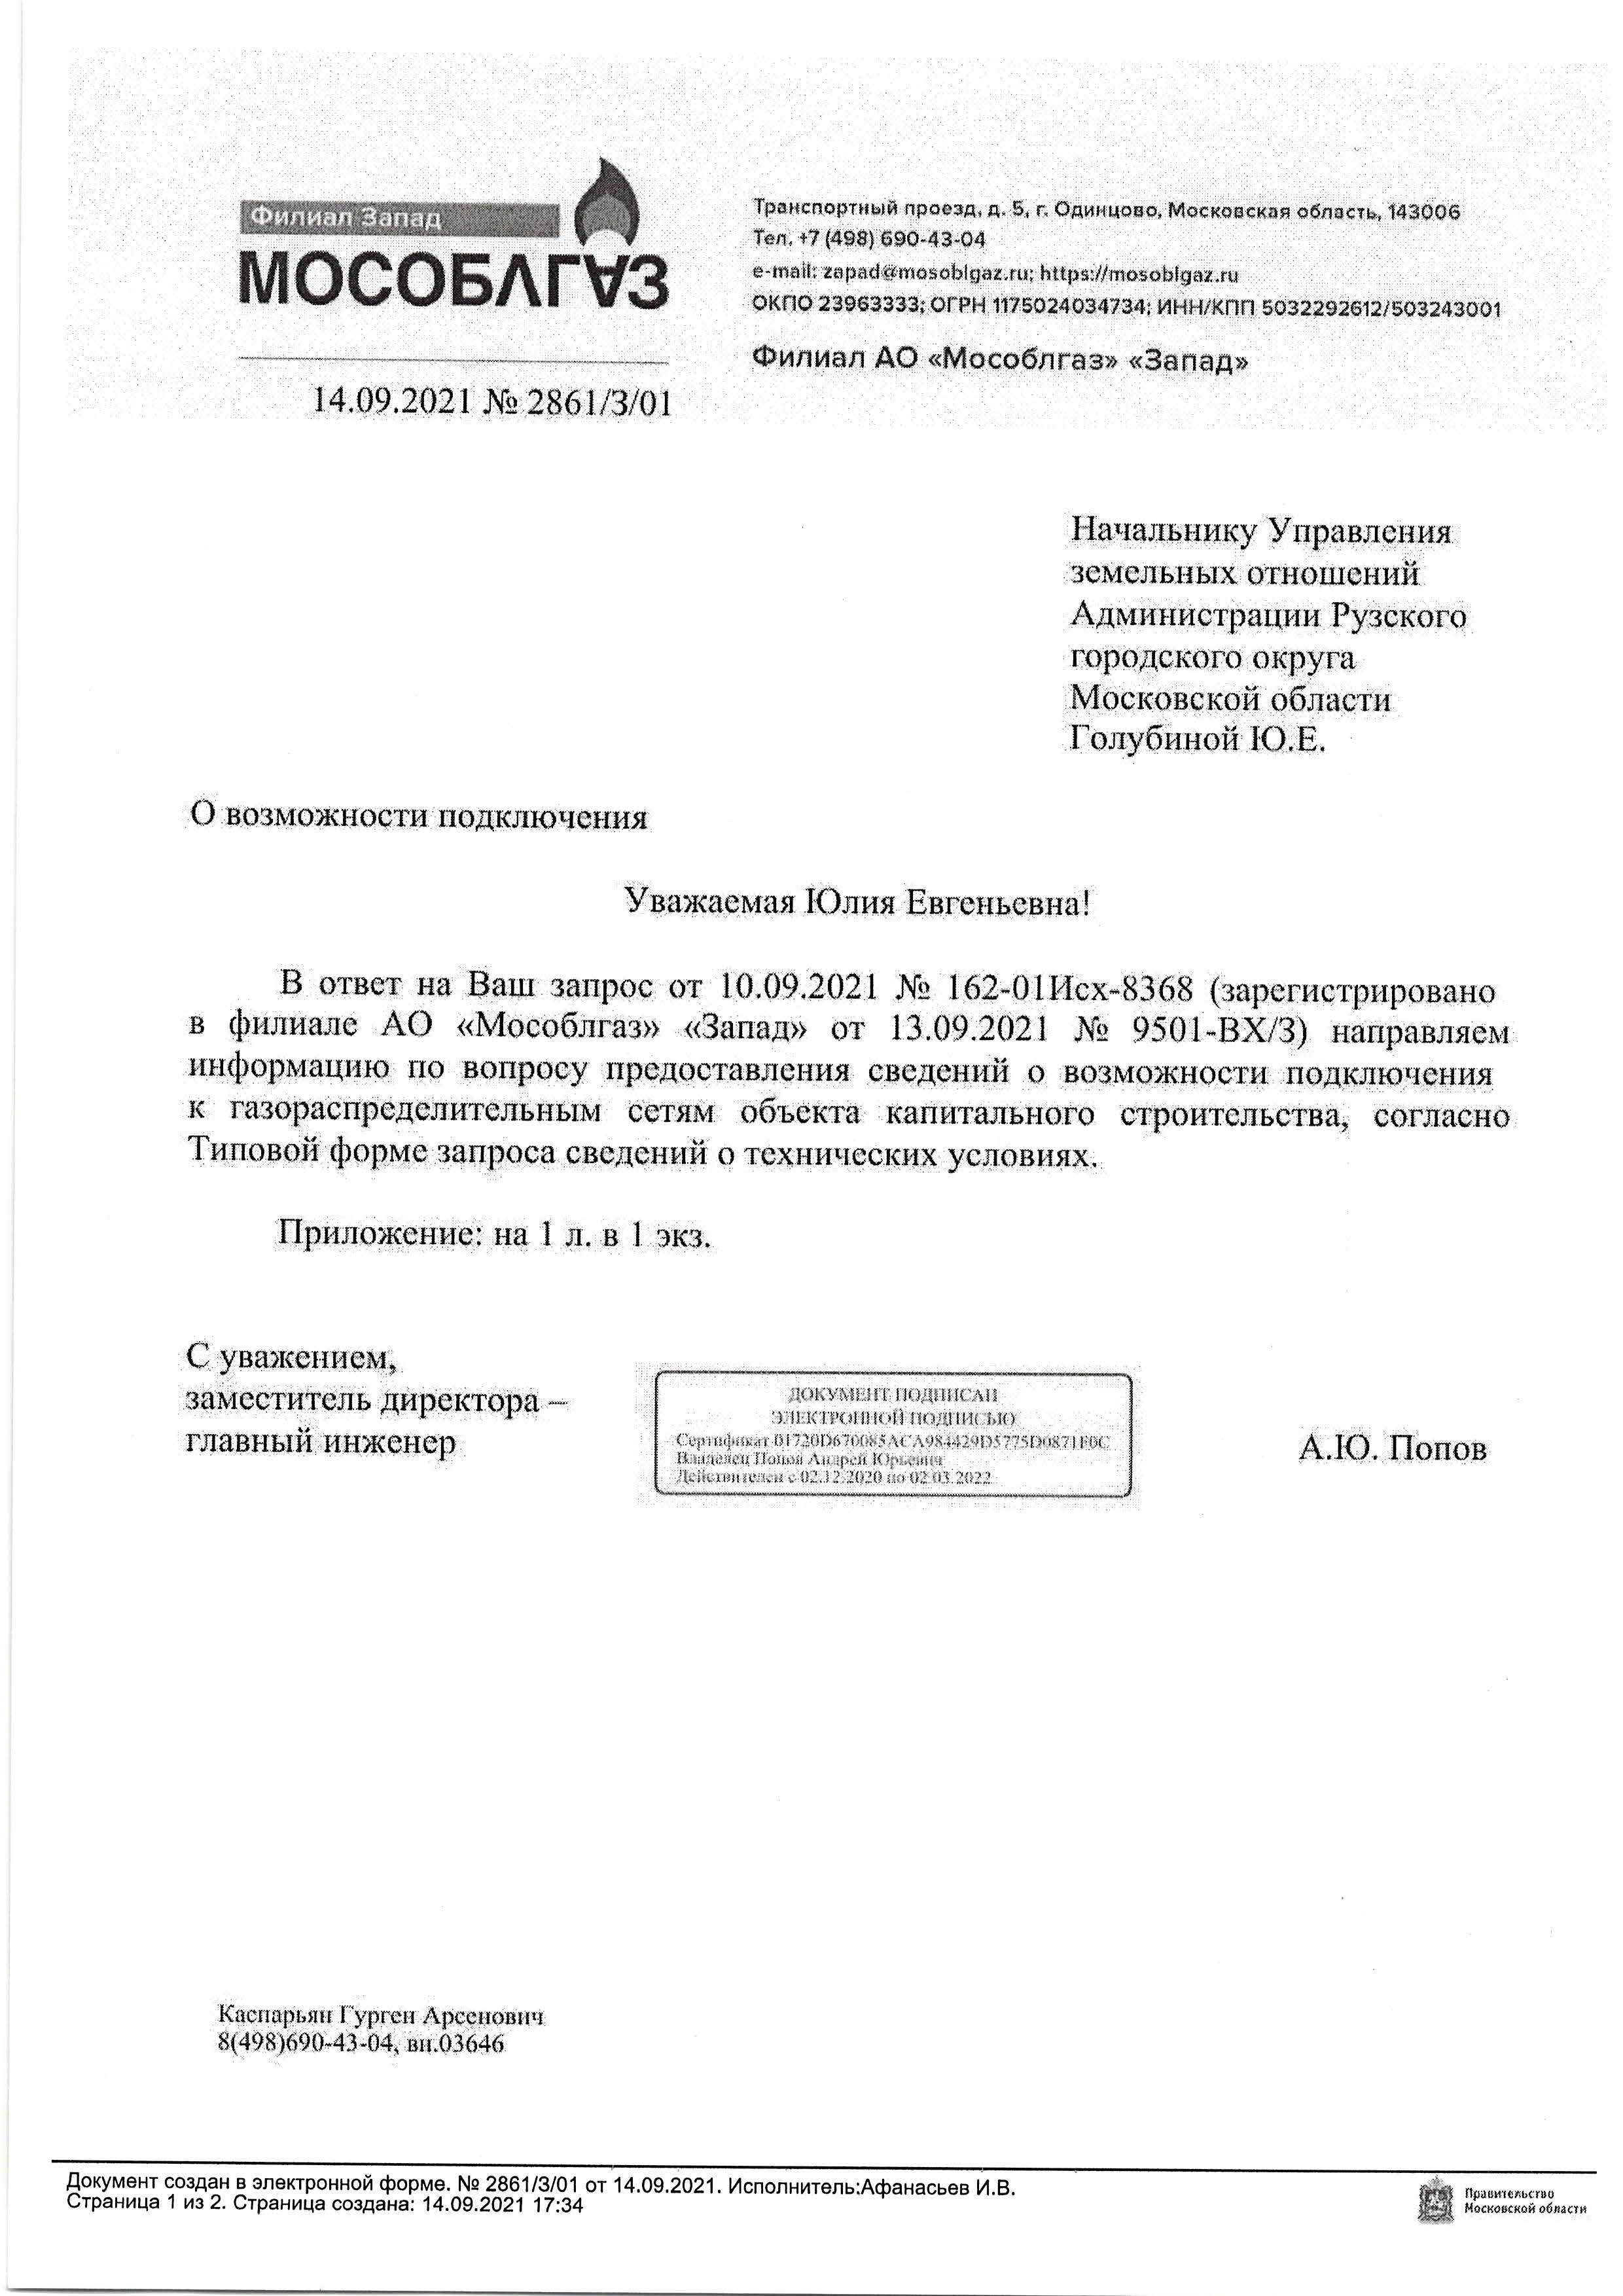 Филиал Запад
МОСОБЛГАЗ
Транспортный проезд, д. 5, г. Одинцово, Московская область, 143006
Тел. +7 (498) 690-43-04
e-mail: zapad@mosoblgaz.ru; https://mosoblgaz.ru
ОКПО 23963333; ОГРН 1175024034734; ИНН/КПП 5032292612/503243001
Филиал АО «Мособлгаз» «Запад»
14.09.2021 № 2861/З/01
Начальнику Управления
земельных отношений
Администрации Рузского
городского округа
Московской области
Голубиной Ю.Е.
О возможности подключения
Уважаемая Юлия Евгеньевна!
В ответ на Ваш запрос от 10.09.2021 № 162-01Исх-8368 (зарегистрировано
в филиале АО «Мособлгаз» «Запад» от 13.09.2021 № 9501-ВХ/З) направляем
информацию по вопросу предоставления сведений о возможности подключения
к газораспределительным сетям объекта капитального строительства, согласно
Типовой форме запроса сведений о технических условиях.
Приложение: на 1 л. в 1 экз.
С уважением,
заместитель директора –
главный инженер
ДОКУМЕНТ ПОДПИСАН
ЭЛЕКТРОННОЙ ПОДПИСЬЮ
Сертификат 01720D670085ACA984429D5775D0871F0C
Владелец Попов Андрей Юрьевич
Действителен с 02.12.2020 по 02.03.2022
А.Ю. Попов
Каспарьян Гурген Арсенович
8(498)690-43-04, вн.03646
Документ создан в электронной форме. № 2861/З/01 от 14.09.2021. Исполнитель:Афанасьев И.В.
Страница 1 из 2. Страница создана: 14.09.2021 17:34
Правительство
Московской области